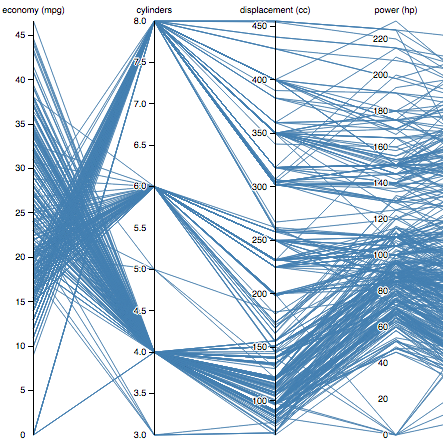 economy (mpg) cylinders displacement (cc) power (hp)
45 40 35 30 25 20 15 10 5 0
8.0 7.5 7.0 6.5 6.0 5.5 5.0 4.5 4.0 3.5 3.0
450 400 350 300 250 200 150 100
220 200 180 160 140 120 100 80 60 40 20 0